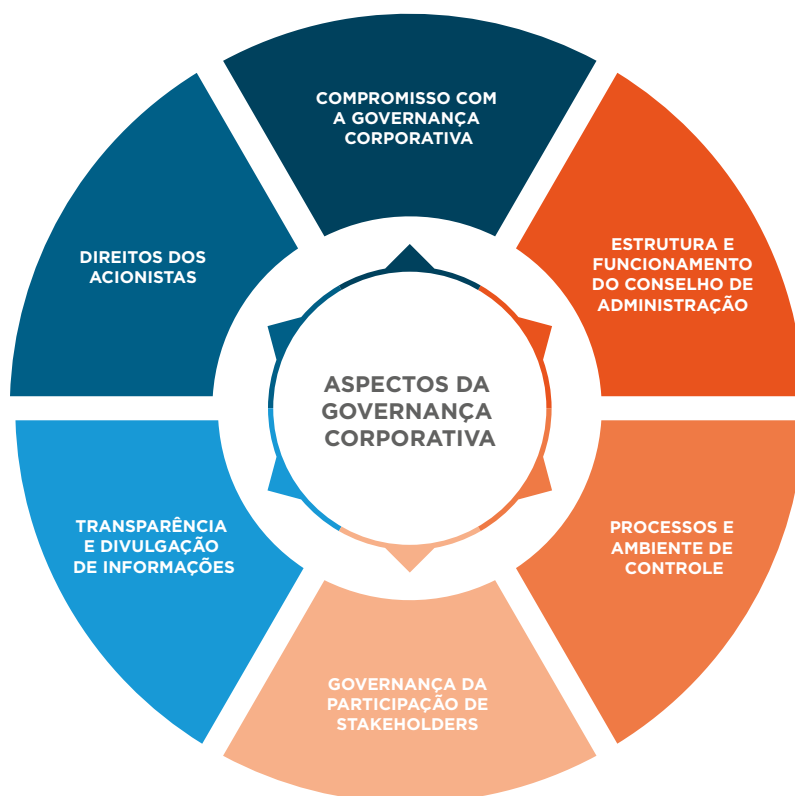 COMPROMISSO COM
A GOVERNANÇA
CORPORATIVA
ESTRUTURA E
FUNCIONAMENTO
DO CONSELHO DE
ADMINISTRAÇÃO
PROCESSOS E
AMBIENTE DE
CONTROLE
GOVERNANÇA DA
PARTICIPAÇÃO DE
STAKEHOLDERS
TRANSPARÊNCIA
E DIVULGAÇÃO
DE INFORMAÇÕES
DIREITOS DOS
ACIONISTAS
ASPECTOS DA
GOVERNANÇA
CORPORATIVA